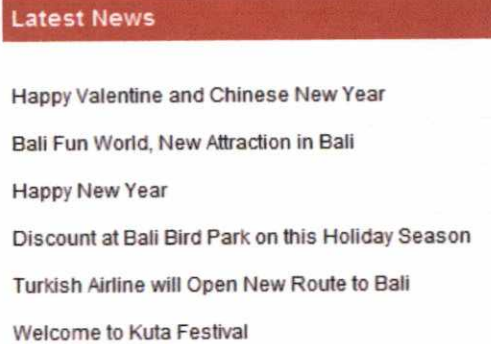 Latest News
Happy Valentine and Chinese New Year
Bali Fun World, New Attraction in Bali
Happy New Year
Discount at Bali Bird Park on this Holiday Season
Turkish Airline will Open New Route to Bali
Welcome to Kuta Festival